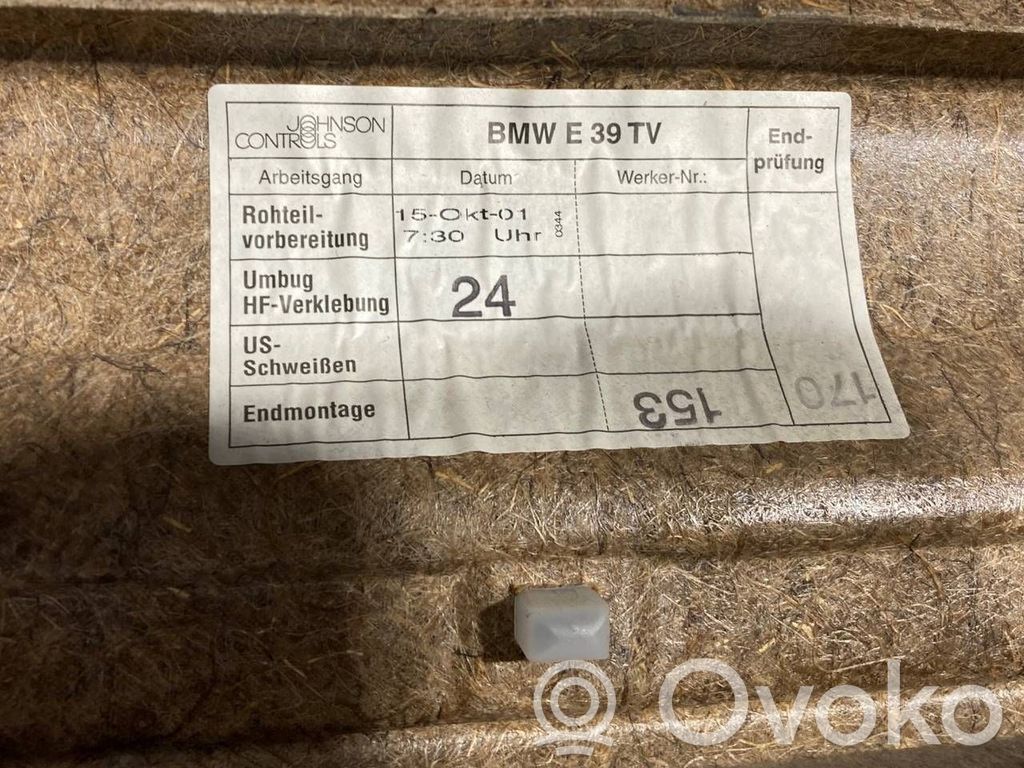 JOHNSON
CONTROLS
BMW E 39 TV
End-
prüfung
Arbeitsgang
Datum
Werker-Nr.:
Rohteil-
vorbereitung
15-Okt-01
7:30 Uhr
0344
Umbug
HF-Verklebung
24
US-
Schweißen
Endmontage
153
170
Ovoko